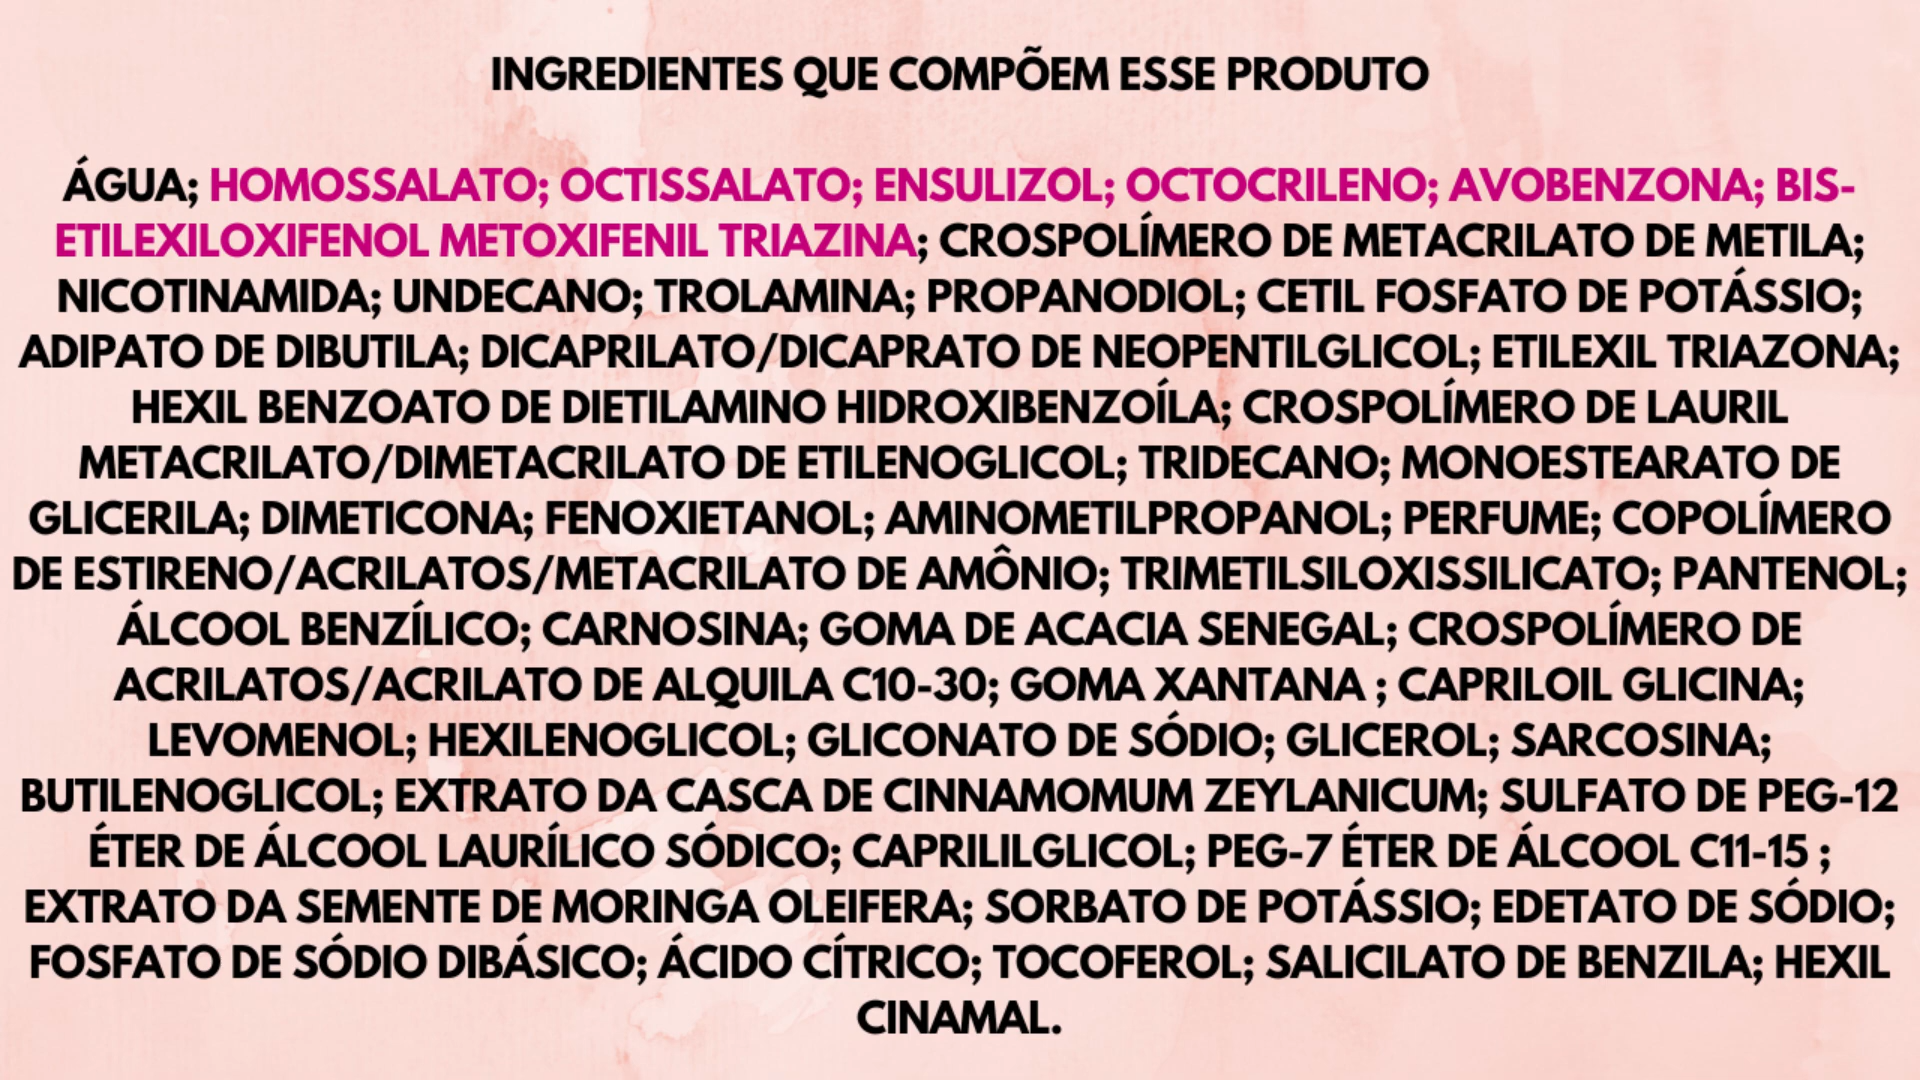 INGREDIENTES QUE COMPÕEM ESSE PRODUTO
ÁGUA; HOMOSSALATO; OCTISSALATO; ENSULIZOL; OCTOCRILENO; AVOBENZONA; BIS-
ETILEXILOXIFENOL METOXIFENIL TRIAZINA; CROSPOLÍMERO DE METACRILATO DE METILA;
NICOTINAMIDA; UNDECANO; TROLAMINA; PROPANODIOL; CETIL FOSFATO DE POTÁSSIO;
ADIPATO DE DIBUTILA; DICAPRILATO/DICAPRATO DE NEOPENTILGLICOL; ETILEXIL TRIAZONA;
HEXIL BENZOATO DE DIETILAMINO HIDROXIBENZOÍLA; CROSPOLÍMERO DE LAURIL
METACRILATO/DIMETACRILATO DE ETILENOGLICOL; TRIDECANO; MONOESTEARATO DE
GLICERILA; DIMETICONA; FENOXIETANOL; AMINOMETILPROPANOL; PERFUME; COPOLÍMERO
DE ESTIRENO/ACRILATOS/METACRILATO DE AMÔNIO; TRIMETILSILOXISSILICATO; PANTENOL;
ÁLCOOL BENZÍLICO; CARNOSINA; GOMA DE ACACIA SENEGAL; CROSPOLÍMERO DE
ACRILATOS/ACRILATO DE ALQUILA C10-30; GOMA XANTANA ; CAPRILOIL GLICINA;
LEVOMENOL; HEXILENOGLICOL; GLICONATO DE SÓDIO; GLICEROL; SARCOSINA;
BUTILENOGLICOL; EXTRATO DA CASCA DE CINNAMOMUM ZEYLANICUM; SULFATO DE PEG-12
ÉTER DE ÁLCOOL LAURÍLICO SÓDICO; CAPRILILGLICOL; PEG-7 ÉTER DE ÁLCOOL C11-15 ;
EXTRATO DA SEMENTE DE MORINGA OLEIFERA; SORBATO DE POTÁSSIO; EDETATO DE SÓDIO;
FOSFATO DE SÓDIO DIBÁSICO; ÁCIDO CÍTRICO; TOCOFEROL; SALICILATO DE BENZILA; HEXIL
CINAMAL.